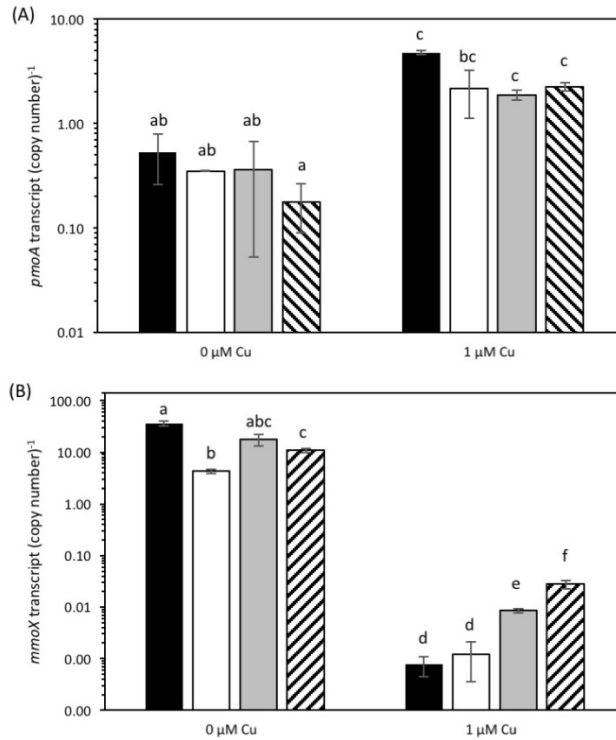 (A)
pmoA transcript (copy number)-1
10.00
1.00
0.10
0.01
ab ab ab a
c bc c c
0 µM Cu 1 µM Cu
(B)
mmoX transcript (copy number)-1
100.00
10.00
1.00
0.10
0.01
0.00
0.00
a b abc c
d d e f
0 µM Cu 1 µM Cu